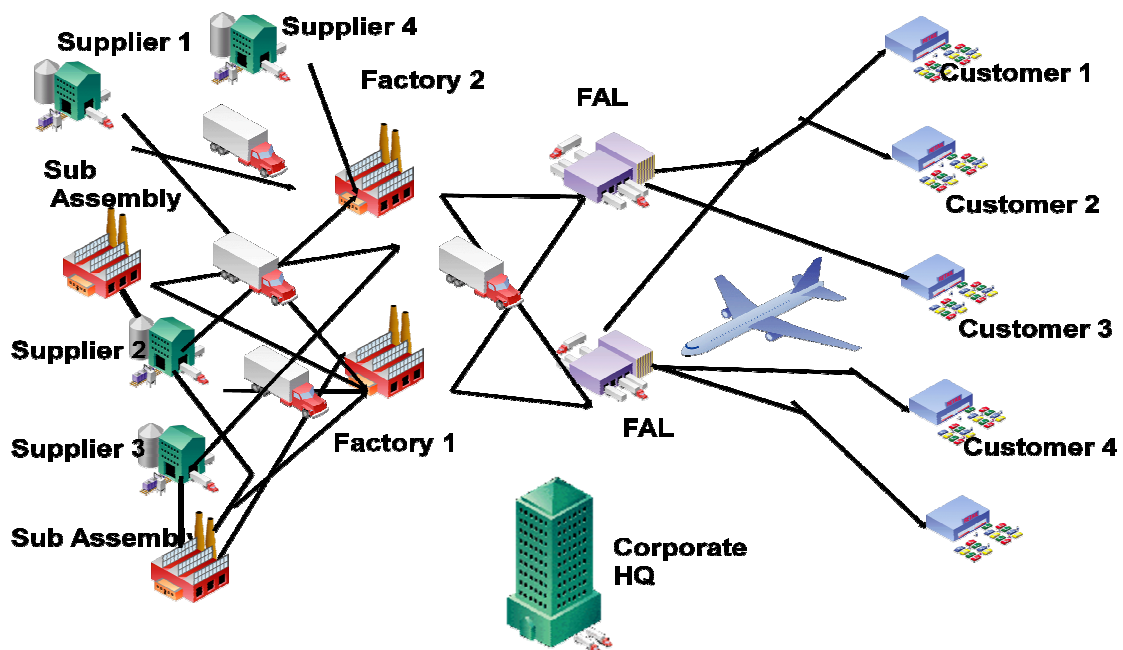 Supplier 1
Supplier 4
Factory 2
FAL
Customer 1
Sub
Assembly
Customer 2
Customer 3
Supplier 2
Supplier 3
Factory 1
FAL
Customer 4
Sub Assembly
Corporate
HQ